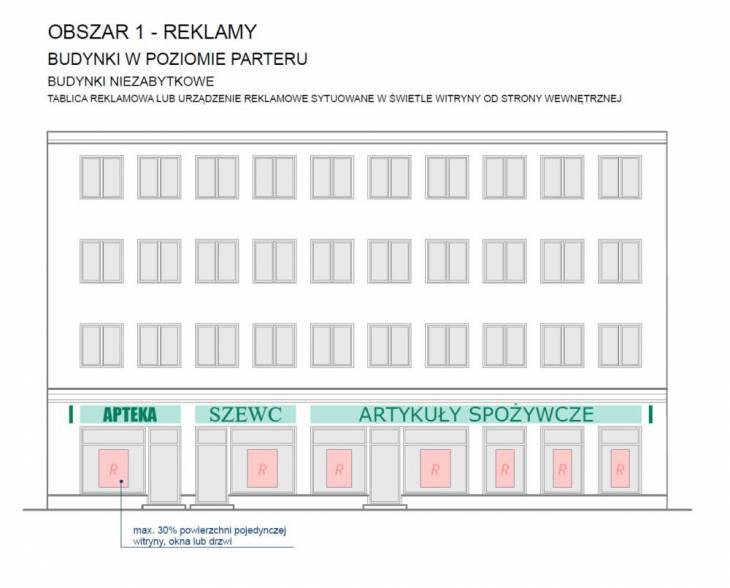 OBSZAR 1 - REKLAMY
BUDYNKI W POZIOMIE PARTERU
BUDYNKI NIEZABYTKOWE
TABLICA REKLAMOWA LUB URZĄDZENIE REKLAMOWE SYTUOWANE W ŚWIETLE WITRYNY OD STRONY WEWNĘTRZNEJ
APTEKA SZEWC ARTYKUŁY SPOŻYWCZE
R R R R R R R
max. 30% powierzchni pojedynczej
witryny, okna lub drzwi